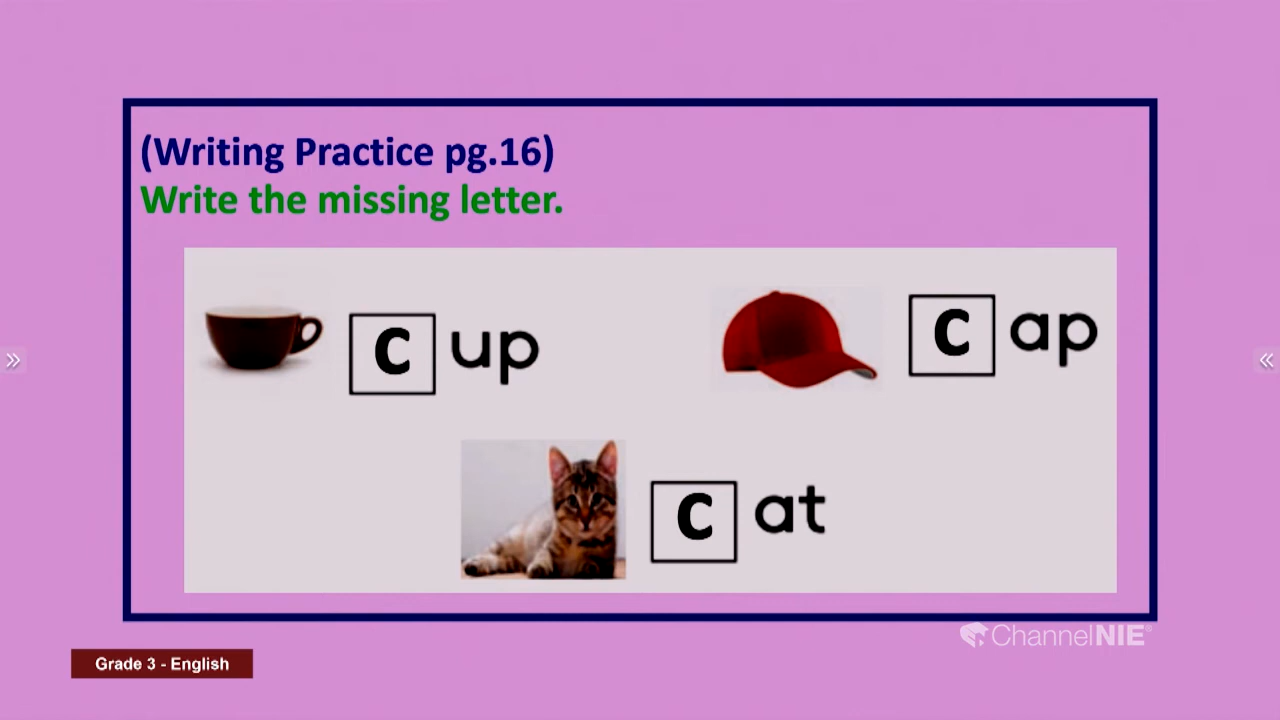 (Writing Practice pg.16)
Write the missing letter.
c up
c ap
c at
ChannelNIE®
Grade 3 - English